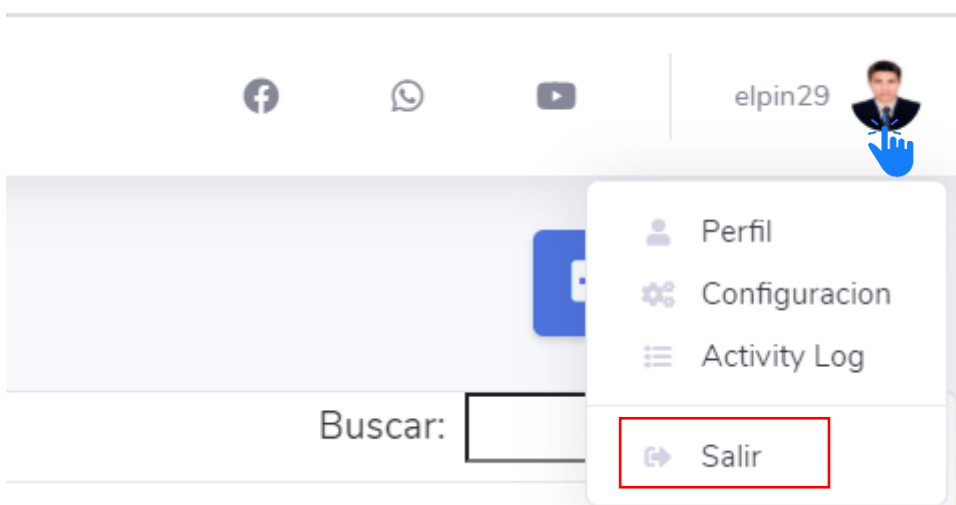 elpin29
Perfil
Configuracion
Activity Log
Buscar:
Salir